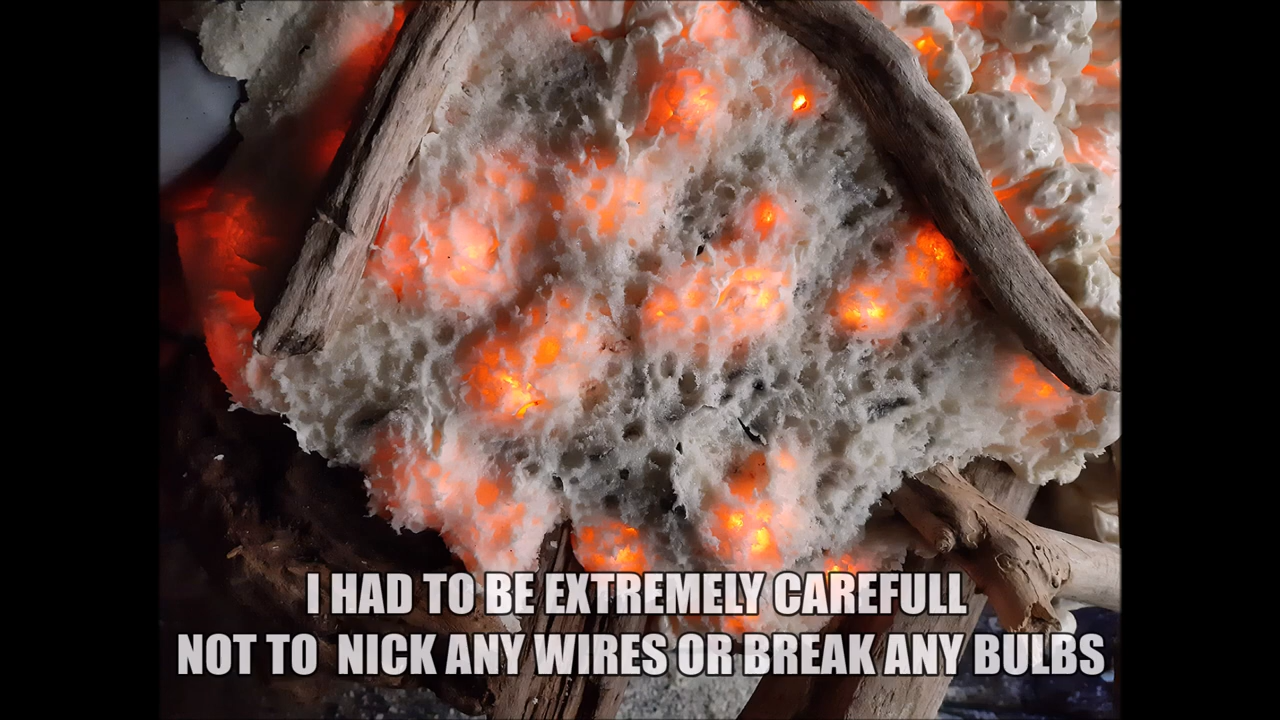 I HAD TO BE EXTREMELY CAREFULL
NOT TO  NICK ANY WIRES OR BREAK ANY BULBS